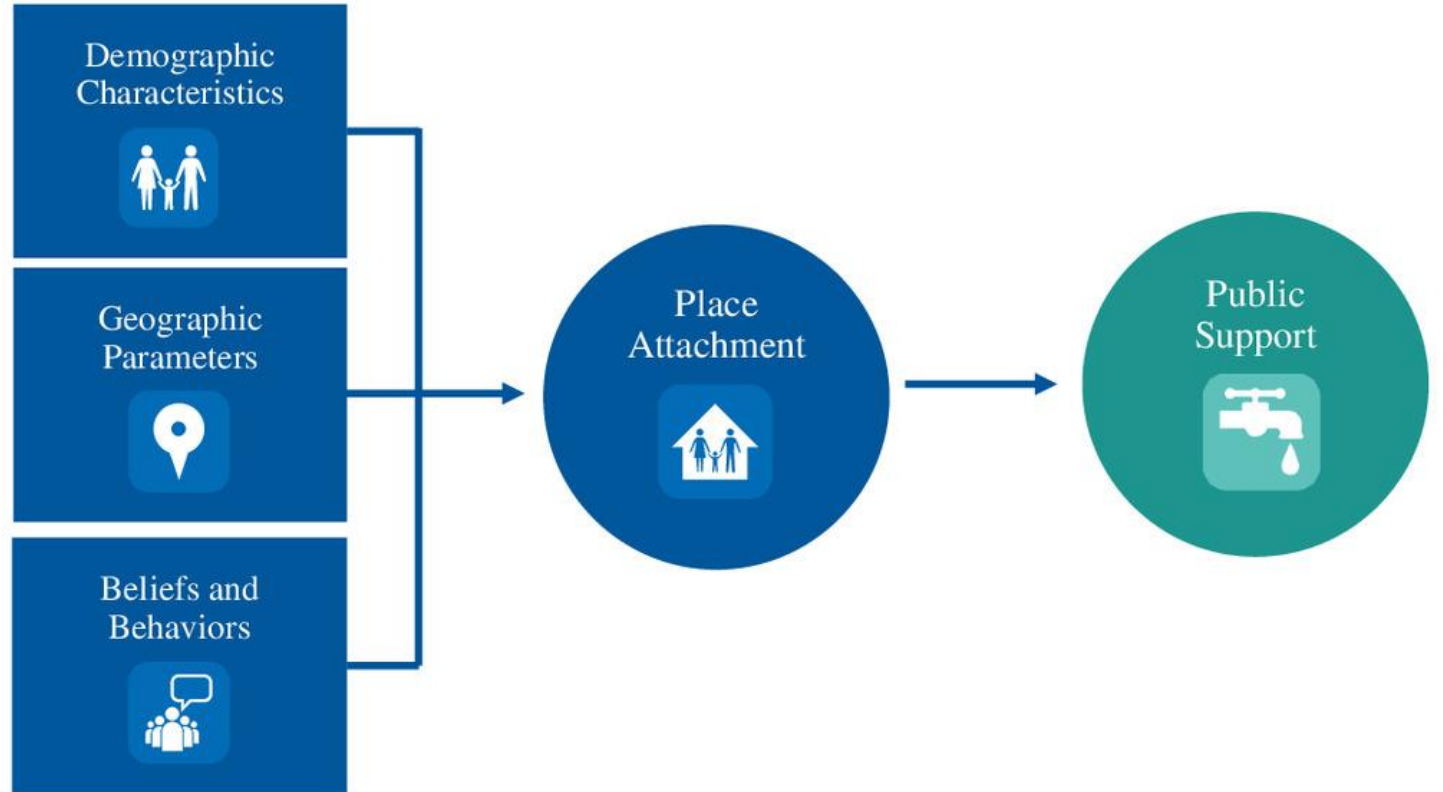 Demographic
Characteristics
Geographic
Parameters
Beliefs and
Behaviors
Place
Attachment
Public
Support